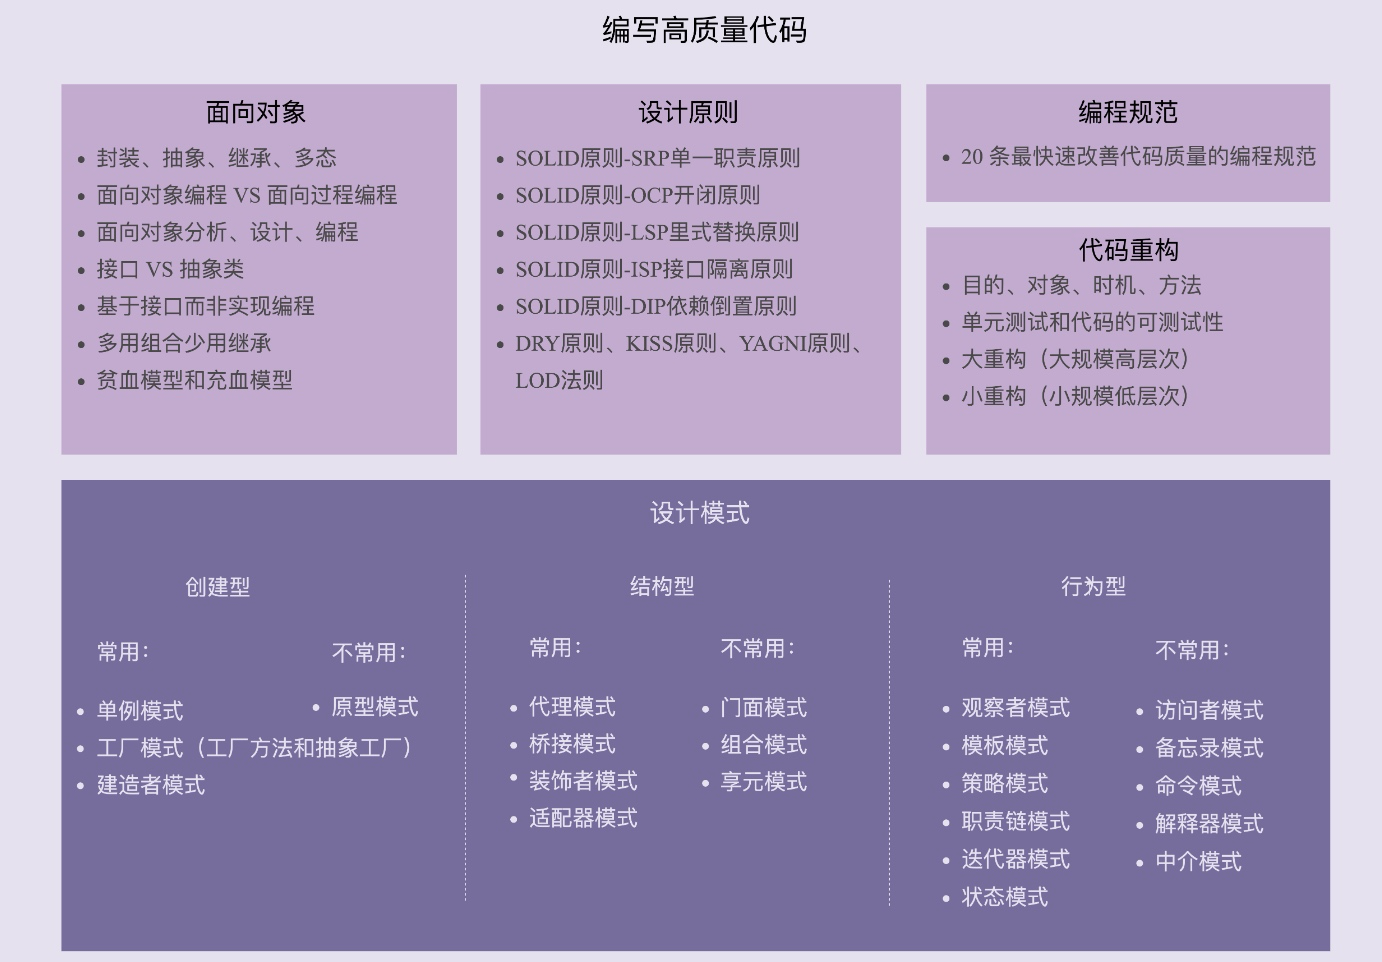 编写高质量代码
面向对象
• 封装、抽象、继承、多态
• 面向对象编程 VS 面向过程编程
• 面向对象分析、设计、编程
• 接口 VS 抽象类
• 基于接口而非实现编程
• 多用组合少用继承
• 贫血模型和充血模型
设计原则
• SOLID原则-SRP单一职责原则
• SOLID原则-OCP开闭原则
• SOLID原则-LSP里式替换原则
• SOLID原则-ISP接口隔离原则
• SOLID原则-DIP依赖倒置原则
• DRY原则、KISS原则、YAGNI原则、
LOD法则
编程规范
• 20 条最快速改善代码质量的编程规范
代码重构
• 目的、对象、时机、方法
• 单元测试和代码的可测试性
• 大重构（大规模高层次）
• 小重构（小规模低层次）
设计模式
创建型
常用：
• 单例模式
• 工厂模式（工厂方法和抽象工厂）
• 建造者模式
不常用：
• 原型模式
结构型
常用：
• 代理模式
• 桥接模式
• 装饰者模式
• 适配器模式
不常用：
• 门面模式
• 组合模式
• 享元模式
行为型
常用：
• 观察者模式
• 模板模式
• 策略模式
• 职责链模式
• 迭代器模式
• 状态模式
不常用：
• 访问者模式
• 备忘录模式
• 命令模式
• 解释器模式
• 中介模式